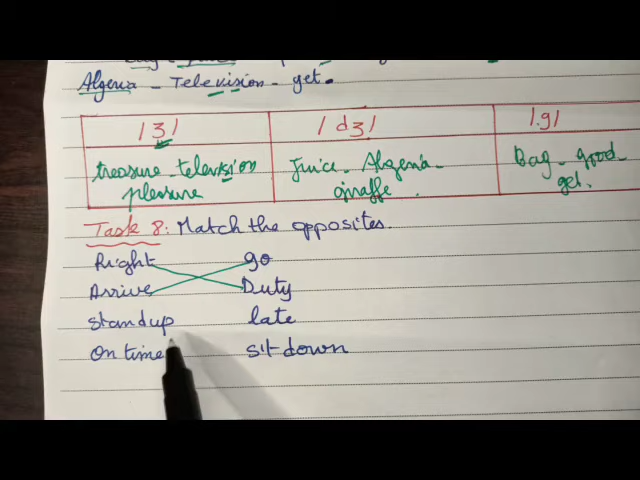 Algeria - Television - get.
/ʒ/ /dʒ/ /g/
treasure - television Juice - Algeria - Bag - good
pleasure giraffe. get.
Task 8: Match the opposites.
Right go
Arrive Duty
stand up late
On time sit down